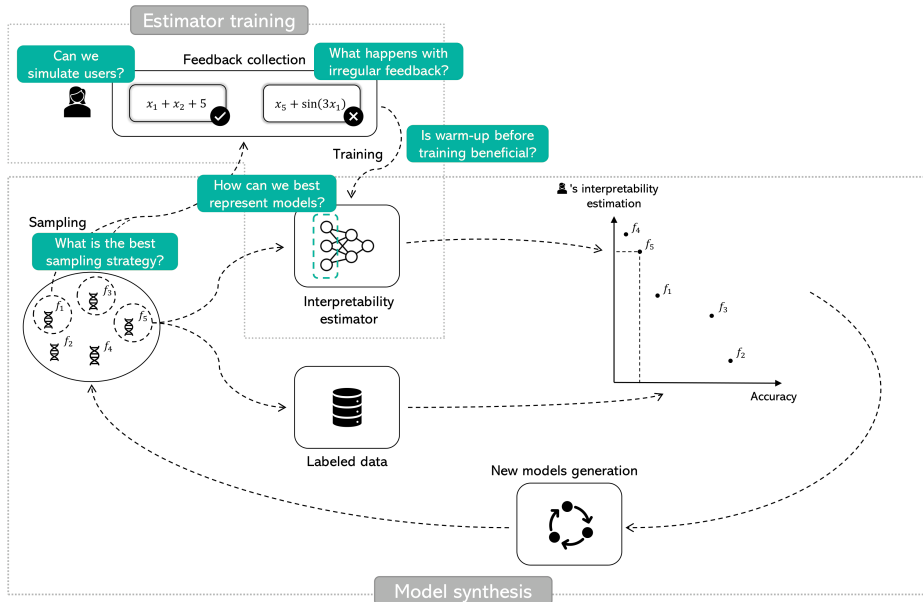 Estimator training
Can we
simulate users?
Feedback collection
What happens with
irregular feedback?
x₁ + x₂ + 5
x₅ + sin(3x₁)
Is warm-up before
training beneficial?
Training
How can we best
represent models?
Sampling
What is the best
sampling strategy?
's interpretability
estimation
f₄
f₅
f₁
f₃
f₂
Accuracy
f₁
f₃
f₅
f₂
f₄
Interpretability
estimator
Labeled data
New models generation
Model synthesis